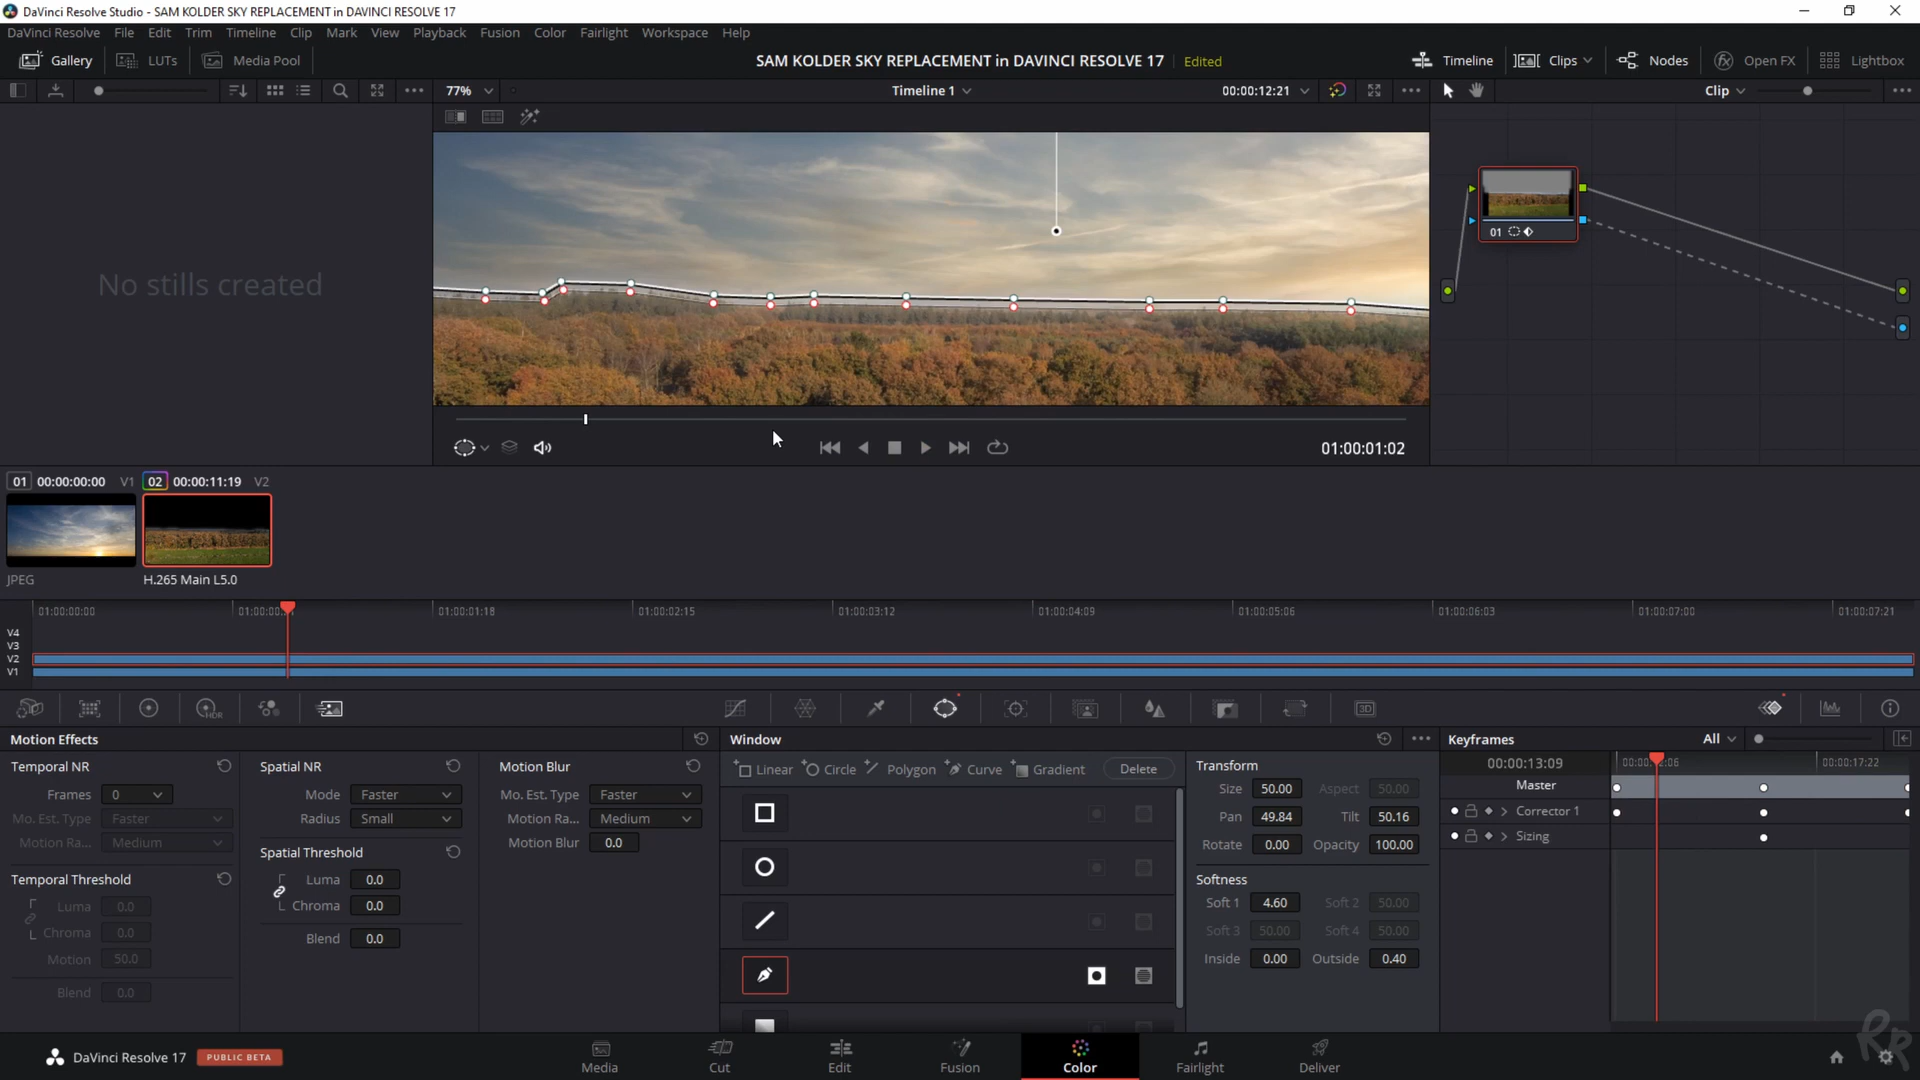 DaVinci Resolve Studio - SAM KOLDER SKY REPLACEMENT in DAVINCI RESOLVE 17
DaVinci Resolve File Edit Trim Timeline Clip Mark View Playback Fusion Color Fairlight Workspace Help
Gallery LUTs Media Pool SAM KOLDER SKY REPLACEMENT in DAVINCI RESOLVE 17 Edited Timeline Clips Nodes Open FX Lightbox
77% Timeline 1 00:00:12:21 Clip
No stills created
01
01:00:01:02
01 00:00:00:00 V1 02 00:00:11:19 V2
JPEG H.265 Main L5.0
01:00:00:00 01:00:00: 01:00:01:18 01:00:02:15 01:00:03:12 01:00:04:09 01:00:05:06 01:00:06:03 01:00:07:00 01:00:07:21
V4
V3
V2
V1
HDR 3D
Motion Effects Window Keyframes All
Temporal NR Spatial NR Motion Blur Linear Circle Polygon Curve Gradient Delete Transform 00:00:13:09 :06 00:00:17:22
Frames 0 Mode Faster Mo. Est. Type Faster Size 50.00 Aspect 50.00 Master
Mo. Est. Type Faster Radius Small Motion Ra... Medium Pan 49.84 Tilt 50.16 Corrector 1
Motion Ra... Medium Motion Blur 0.0 Rotate 0.00 Opacity 100.00 Sizing
Spatial Threshold
Temporal Threshold Luma 0.0 Softness
Luma 0.0 Chroma 0.0 Soft 1 4.60 Soft 2 50.00
Chroma 0.0 Blend 0.0 Soft 3 50.00 Soft 4 50.00
Motion 50.0 Inside 0.00 Outside 0.40
Blend 0.0
DaVinci Resolve 17 PUBLIC BETA Media Cut Edit Fusion Color Fairlight Deliver
RR